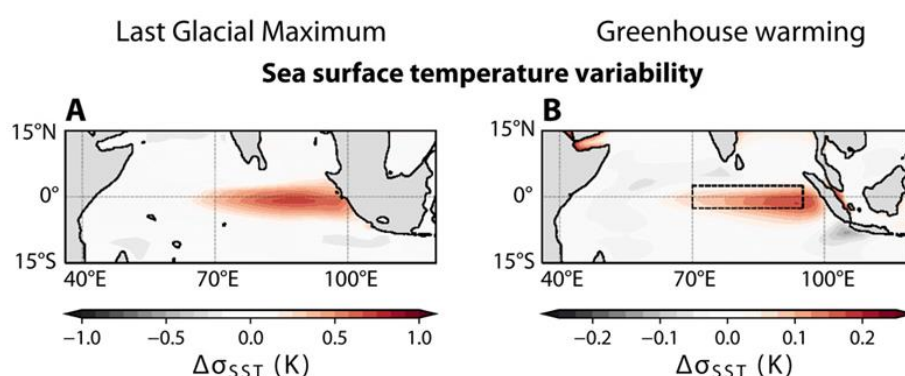 Last Glacial Maximum
Greenhouse warming
Sea surface temperature variability
A
B
15°N
0°
15°S
40°E
70°E
100°E
15°N
0°
15°S
40°E
70°E
100°E
−1.0
−0.5
0.0
0.5
1.0
−0.2
−0.1
0.0
0.1
0.2
ΔσSST (K)
ΔσSST (K)